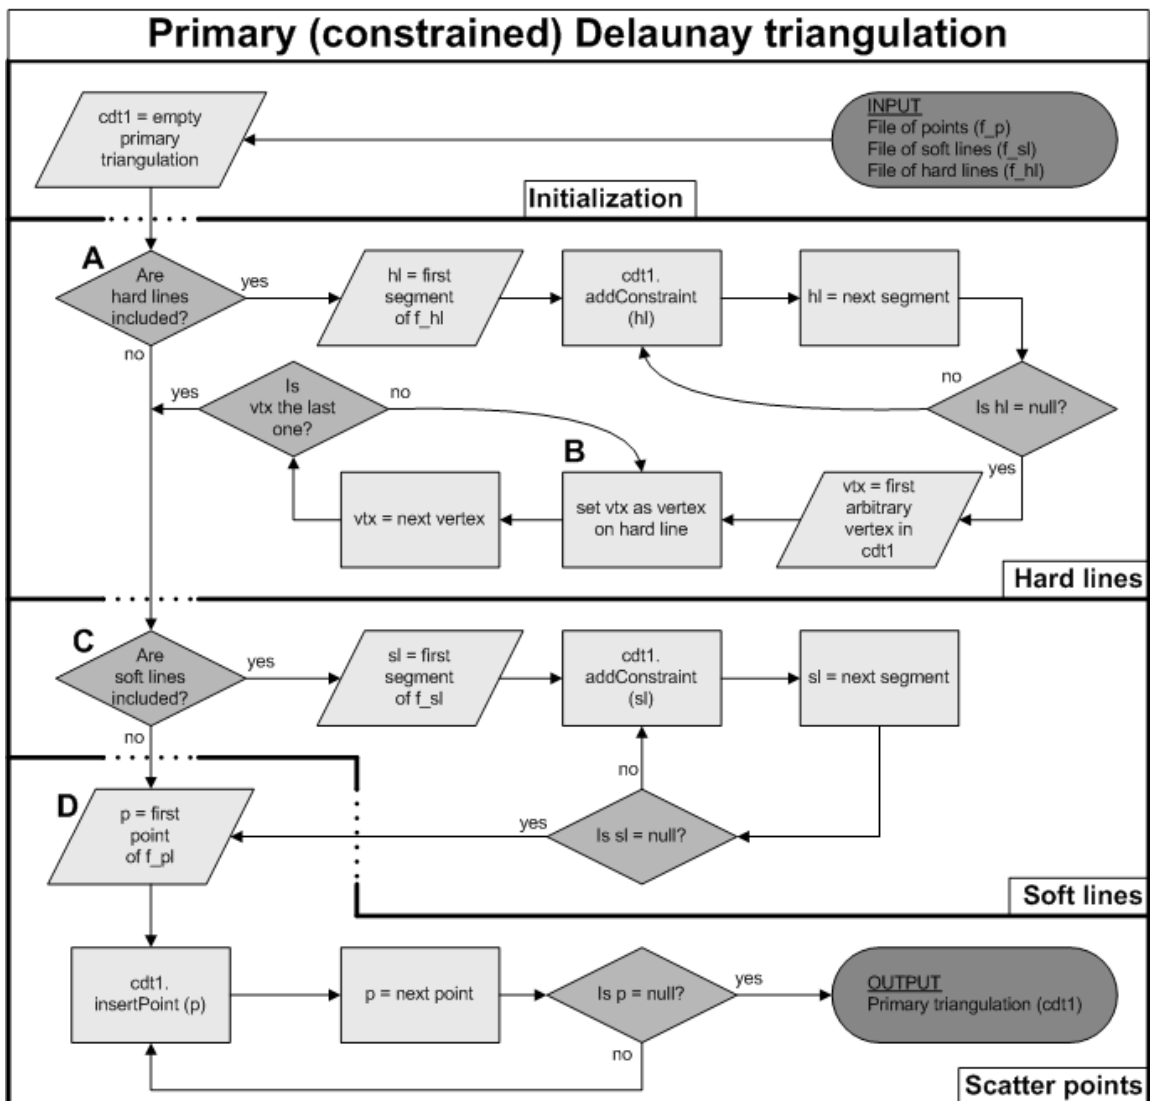 Primary (constrained) Delaunay triangulation
cdt1 = empty
primary
triangulation
INPUT
File of points (f_p)
File of soft lines (f_sl)
File of hard lines (f_hl)
Initialization
A
Are
hard lines
included?
yes
no
hl = first
segment
of f_hl
cdt1.
addConstraint
(hl)
hl = next segment
Is hl = null?
no
yes
Is
vtx the last
one?
yes
no
B
vtx = next vertex
set vtx as vertex
on hard line
vtx = first
arbitrary
vertex in
cdt1
Hard lines
C
Are
soft lines
included?
yes
no
sl = first
segment
of f_sl
cdt1.
addConstraint
(sl)
sl = next segment
no
Is sl = null?
yes
D
p = first
point
of f_pl
Soft lines
cdt1.
insertPoint (p)
p = next point
Is p = null?
yes
no
OUTPUT
Primary triangulation (cdt1)
Scatter points